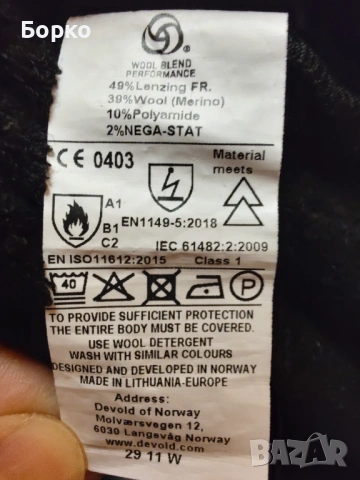 Борко
WOOL BLEND
PERFORMANCE
49%Lenzing FR.
39%Wool (Merino)
10%Polyamide
2%NEGA-STAT
CE 0403
Material
meets
A1
B1
C2
EN1149-5:2018
IEC 61482:2:2009
EN ISO11612:2015
Class 1
40
P
TO PROVIDE SUFFICIENT PROTECTION
THE ENTIRE BODY MUST BE COVERED.
USE WOOL DETERGENT
WASH WITH SIMILAR COLOURS
DESIGNED AND DEVELOPED IN NORWAY
MADE IN LITHUANIA-EUROPE
Address:
Devold of Norway
Molværsvegen 12,
6030 Langevåg Norway
www.devold.com
29 11 W
BAZAR